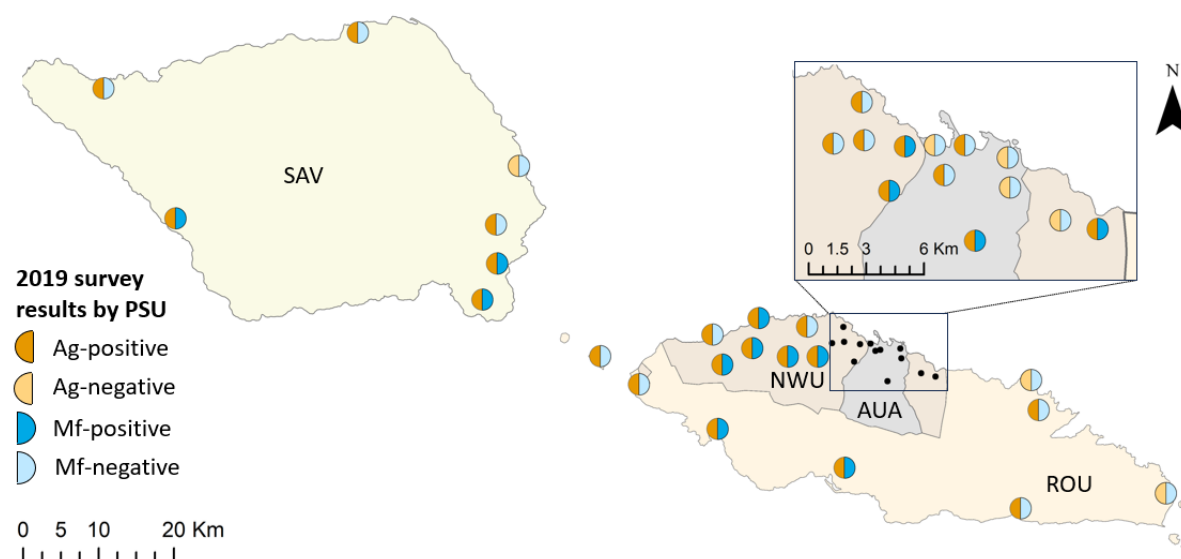 N
SAV
0 1.5 3 6 Km
2019 survey
results by PSU
Ag-positive
Ag-negative
Mf-positive
Mf-negative
NWU
AUA
ROU
0 5 10 20 Km